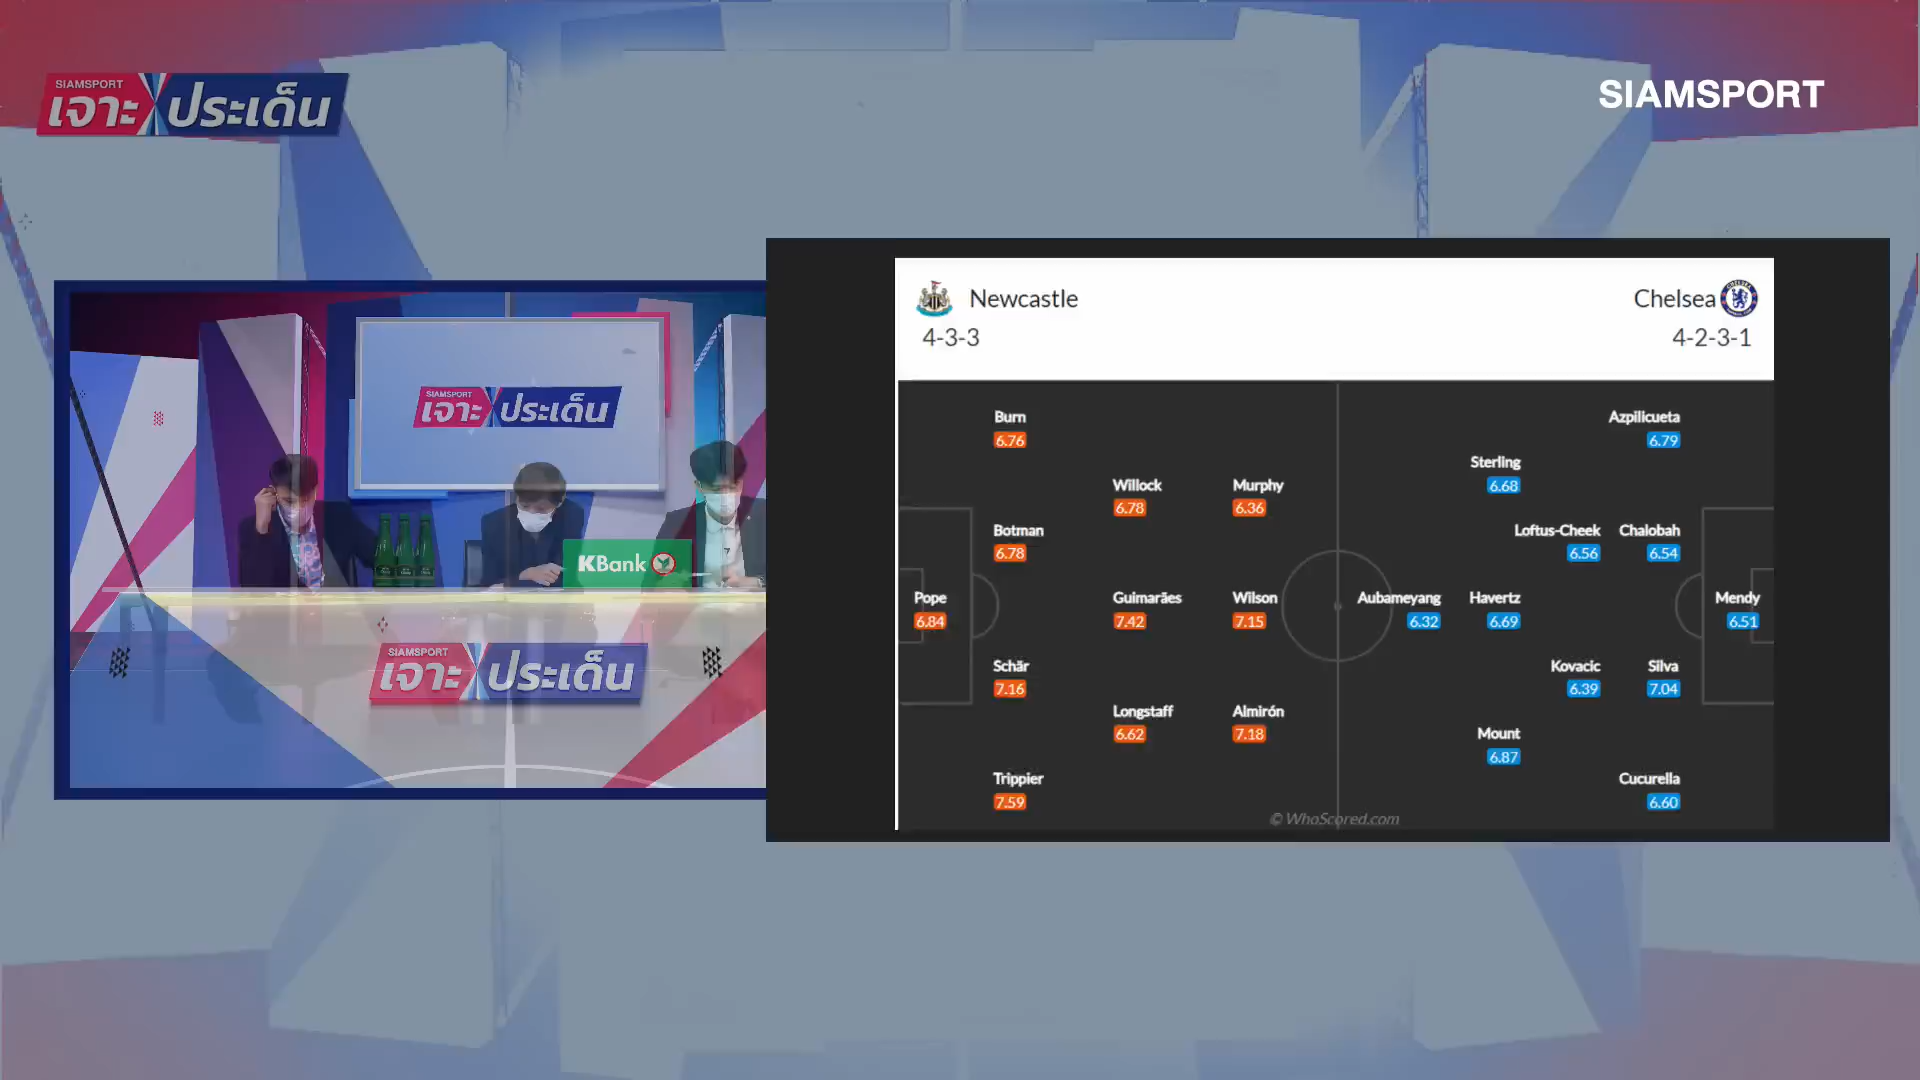 SIAMSPORT
เจาะประเด็น
SIAMSPORT
SIAMSPORT
เจาะประเด็น
KBank
SIAMSPORT
เจาะประเด็น
Newcastle
4-3-3
Chelsea
4-2-3-1
Burn
6.76
Botman
6.78
Pope
6.84
Schär
7.16
Trippier
7.59
Willock
6.78
Guimarães
7.42
Longstaff
6.62
Murphy
6.36
Wilson
7.15
Almirón
7.18
Aubameyang
6.32
Sterling
6.68
Havertz
6.69
Mount
6.87
Loftus-Cheek
6.56
Kovacic
6.39
Azpilicueta
6.79
Chalobah
6.54
Silva
7.04
Cucurella
6.60
Mendy
6.51
© WhoScored.com